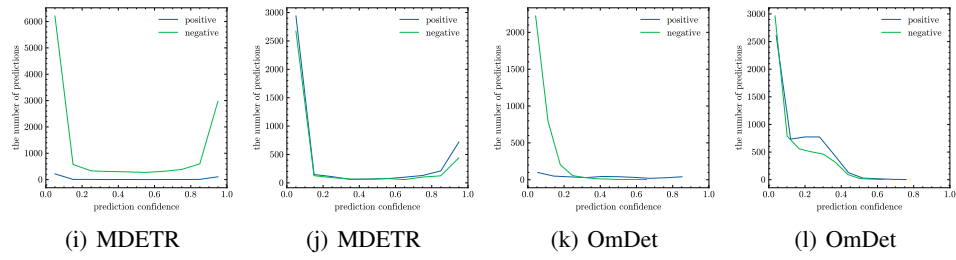 6000
5000
4000
3000
2000
1000
0
0.0 0.2 0.4 0.6 0.8 1.0
the number of predictions
prediction confidence
positive
negative
(i) MDETR
3000
2500
2000
1500
1000
500
0.0 0.2 0.4 0.6 0.8 1.0
the number of predictions
prediction confidence
positive
negative
(j) MDETR
2000
1500
1000
500
0
0.0 0.2 0.4 0.6 0.8 1.0
the number of predictions
prediction confidence
positive
negative
(k) OmDet
3000
2500
2000
1500
1000
500
0
0.0 0.2 0.4 0.6 0.8 1.0
the number of predictions
prediction confidence
positive
negative
(l) OmDet